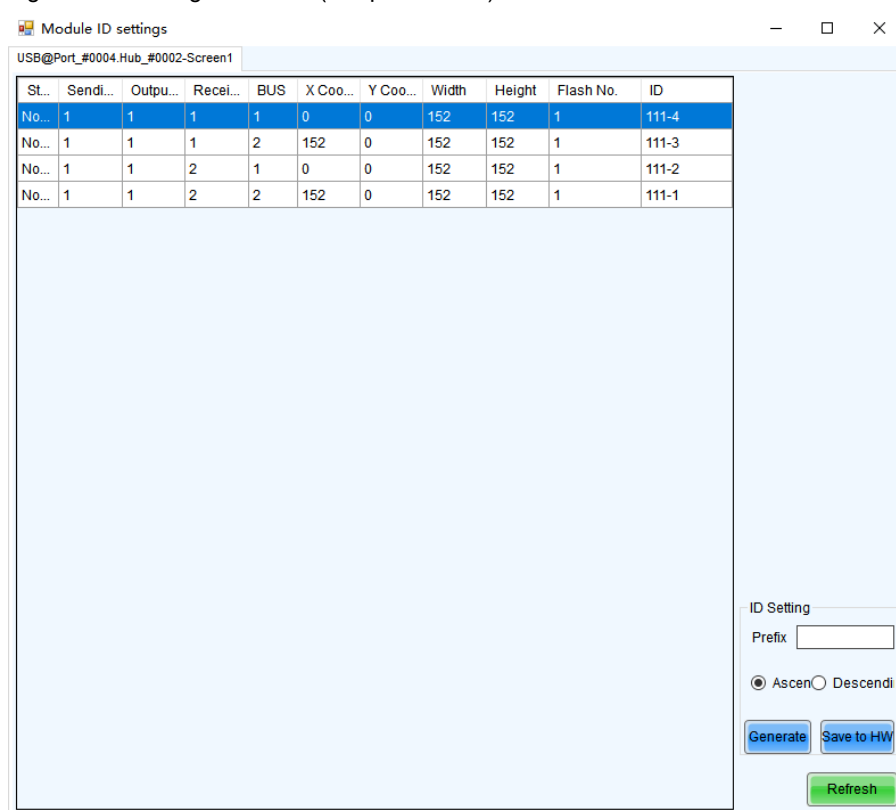 Module ID settings
USB@Port_#0004.Hub_#0002-Screen1
St... Sendi... Outpu... Recei... BUS X Coo... Y Coo... Width Height Flash No. ID
No... 1 1 1 1 0 0 152 152 1 111-4
No... 1 1 1 2 152 0 152 152 1 111-3
No... 1 1 2 1 0 0 152 152 1 111-2
No... 1 1 2 2 152 0 152 152 1 111-1
ID Setting
Prefix
Ascen Descendi
Generate Save to HW
Refresh